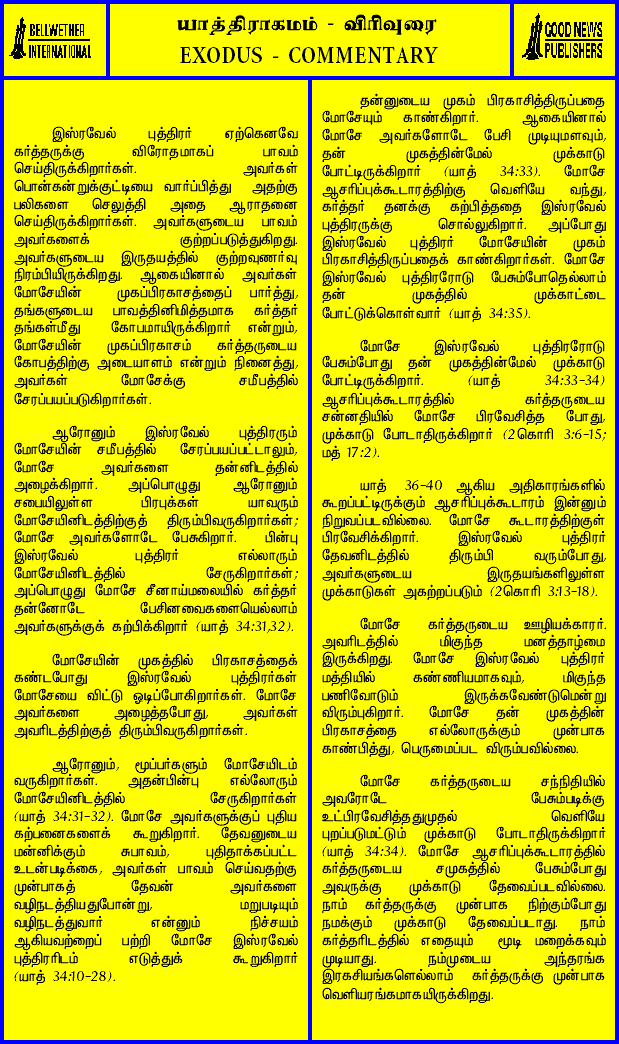 BELLWETHER
INTERNATIONAL
யாத்திராகமம் - விரிவுரை
EXODUS - COMMENTARY
GOOD NEWS
PUBLISHERS
இஸ்ரவேல் புத்திரர் ஏற்கெனவே
கர்த்தருக்கு விரோதமாகப் பாவம்
செய்திருக்கிறார்கள். அவர்கள்
பொன்கன்றுக்குட்டியை வார்ப்பித்து அதற்கு
பலிகளை செலுத்தி அதை ஆராதனை
செய்திருக்கிறார்கள். அவர்களுடைய பாவம்
அவர்களைக் குற்றப்படுத்துகிறது.
அவர்களுடைய இருதயத்தில் குற்றவுணர்வு
நிரம்பியிருக்கிறது. ஆகையினால் அவர்கள்
மோசேயின் முகப்பிரகாசத்தைப் பார்த்து,
தங்களுடைய பாவத்தினிமித்தமாக கர்த்தர்
தங்கள்மீது கோபமாயிருக்கிறார் என்றும்,
மோசேயின் முகப்பிரகாசம் கர்த்தருடைய
கோபத்திற்கு அடையாளம் என்றும் நினைத்து,
அவர்கள் மோசேக்கு சமீபத்தில்
சேரப்பயப்படுகிறார்கள்.
ஆரோனும் இஸ்ரவேல் புத்திரரும்
மோசேயின் சமீபத்தில் சேரப்பயப்பட்டாலும்,
மோசே அவர்களை தன்னிடத்தில்
அழைக்கிறார். அப்பொழுது ஆரோனும்
சபையிலுள்ள பிரபுக்கள் யாவரும்
மோசேயினிடத்திற்குத் திரும்பிவருகிறார்கள்;
மோசே அவர்களோடே பேசுகிறார். பின்பு
இஸ்ரவேல் புத்திரர் எல்லாரும்
மோசேயினிடத்தில் சேருகிறார்கள்;
அப்பொழுது மோசே சீனாய்மலையில் கர்த்தர்
தன்னோடே பேசினவைகளையெல்லாம்
அவர்களுக்குக் கற்பிக்கிறார் (யாத் 34:31,32).
மோசேயின் முகத்தில் பிரகாசத்தைக்
கண்டபோது இஸ்ரவேல் புத்திரர்கள்
மோசேயை விட்டு ஓடிப்போகிறார்கள். மோசே
அவர்களை அழைத்தபோது, அவர்கள்
அவரிடத்திற்குத் திரும்பிவருகிறார்கள்.
ஆரோனும், மூப்பர்களும் மோசேயிடம்
வருகிறார்கள். அதன்பின்பு எல்லோரும்
மோசேயினிடத்தில் சேருகிறார்கள்
(யாத் 34:31-32). மோசே அவர்களுக்குப் புதிய
கற்பனைகளைக் கூறுகிறார். தேவனுடைய
மன்னிக்கும் சுபாவம், புதிதாக்கப்பட்ட
உடன்படிக்கை, அவர்கள் பாவம் செய்வதற்கு
முன்பாகத் தேவன் அவர்களை
வழிநடத்தியதுபோன்று, மறுபடியும்
வழிநடத்துவார் என்னும் நிச்சயம்
ஆகியவற்றைப் பற்றி மோசே இஸ்ரவேல்
புத்திரரிடம் எடுத்துக் கூறுகிறார்
(யாத் 34:10-28).
தன்னுடைய முகம் பிரகாசித்திருப்பதை
மோசேயும் காண்கிறார். ஆகையினால்
மோசே அவர்களோடே பேசி முடியுமளவும்,
தன் முகத்தின்மேல் முக்காடு
போட்டிருக்கிறார் (யாத் 34:33). மோசே
ஆசரிப்புக்கூடாரத்திற்கு வெளியே வந்து,
கர்த்தர் தனக்கு கற்பித்ததை இஸ்ரவேல்
புத்திரருக்கு சொல்லுகிறார். அப்போது
இஸ்ரவேல் புத்திரர் மோசேயின் முகம்
பிரகாசித்திருப்பதைக் காண்கிறார்கள். மோசே
இஸ்ரவேல் புத்திரரோடு பேசும்போதெல்லாம்
தன் முகத்தில் முக்காட்டை
போட்டுக்கொள்வார் (யாத் 34:35).
மோசே இஸ்ரவேல் புத்திரரோடு
பேசும்போது தன் முகத்தின்மேல் முக்காடு
போட்டிருக்கிறார். (யாத் 34:33-34)
ஆசரிப்புக்கூடாரத்தில் கர்த்தருடைய
சன்னதியில் மோசே பிரவேசித்த போது,
முக்காடு போடாதிருக்கிறார் (2கொரி 3:6-15;
மத் 17:2).
யாத் 36-40 ஆகிய அதிகாரங்களில்
கூறப்பட்டிருக்கும் ஆசரிப்புக்கூடாரம் இன்னும்
நிறுவப்படவில்லை. மோசே கூடாரத்திற்குள்
பிரவேசிக்கிறார். இஸ்ரவேல் புத்திரர்
தேவனிடத்தில் திரும்பி வரும்போது,
அவர்களுடைய இருதயங்களிலுள்ள
முக்காடுகள் அகற்றப்படும் (2கொரி 3:13-18).
மோசே கர்த்தருடைய ஊழியக்காரர்.
அவரிடத்தில் மிகுந்த மனத்தாழ்மை
இருக்கிறது. மோசே இஸ்ரவேல் புத்திரர்
மத்தியில் கண்ணியமாகவும், மிகுந்த
பணிவோடும் இருக்கவேண்டுமென்று
விரும்புகிறார். மோசே தன் முகத்தின்
பிரகாசத்தை எல்லோருக்கும் முன்பாக
காண்பித்து, பெருமைப்பட விரும்பவில்லை.
மோசே கர்த்தருடைய சந்நிதியில்
அவரோடே பேசும்படிக்கு
உட்பிரவேசித்ததுமுதல் வெளியே
புறப்படுமட்டும் முக்காடு போடாதிருக்கிறார்
(யாத் 34:34). மோசே ஆசரிப்புக்கூடாரத்தில்
கர்த்தருடைய சமுகத்தில் பேசும்போது
அவருக்கு முக்காடு தேவைப்படவில்லை.
நாம் கர்த்தருக்கு முன்பாக நிற்கும்போது
நமக்கும் முக்காடு தேவைப்படாது. நாம்
கர்த்தரிடத்தில் எதையும் மூடி மறைக்கவும்
முடியாது. நம்முடைய அந்தரங்க
இரகசியங்களெல்லாம் கர்த்தருக்கு முன்பாக
வெளியரங்கமாகயிருக்கிறது.